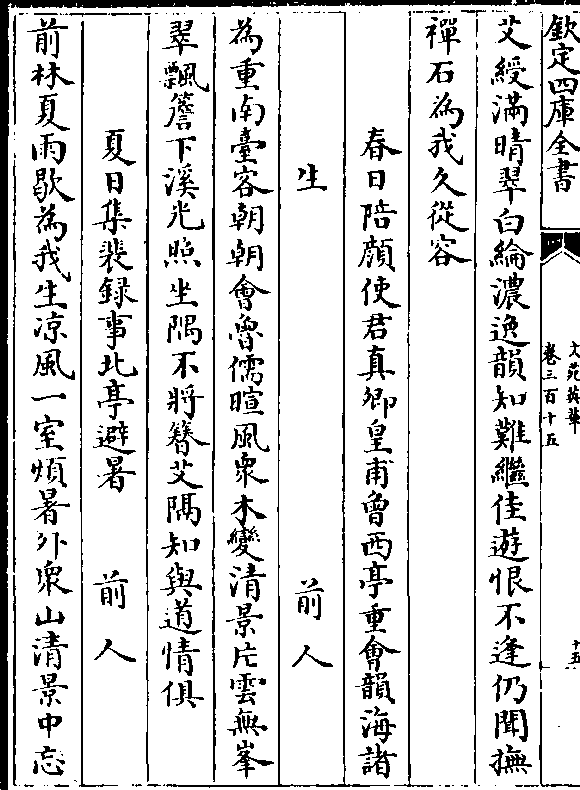 欽定四庫全書
文苑英華
卷三百十五
十五
艾綬滿晴翠白綸濃逸韻知難繼佳遊恨不逢仍聞撫
禪石為我久從容
春日陪顔使君真卿皇甫曾西亭重會韻海諸
生
前人
為重南臺客朝朝會魯儒暄風衆木變清景片雲無峯
翠飄簷下溪光照坐隅不將簪艾隔知與道情俱
夏日集裴録事北亭避暑
前人
前林夏雨歇為我生涼風一室煩暑外衆山清景中忘